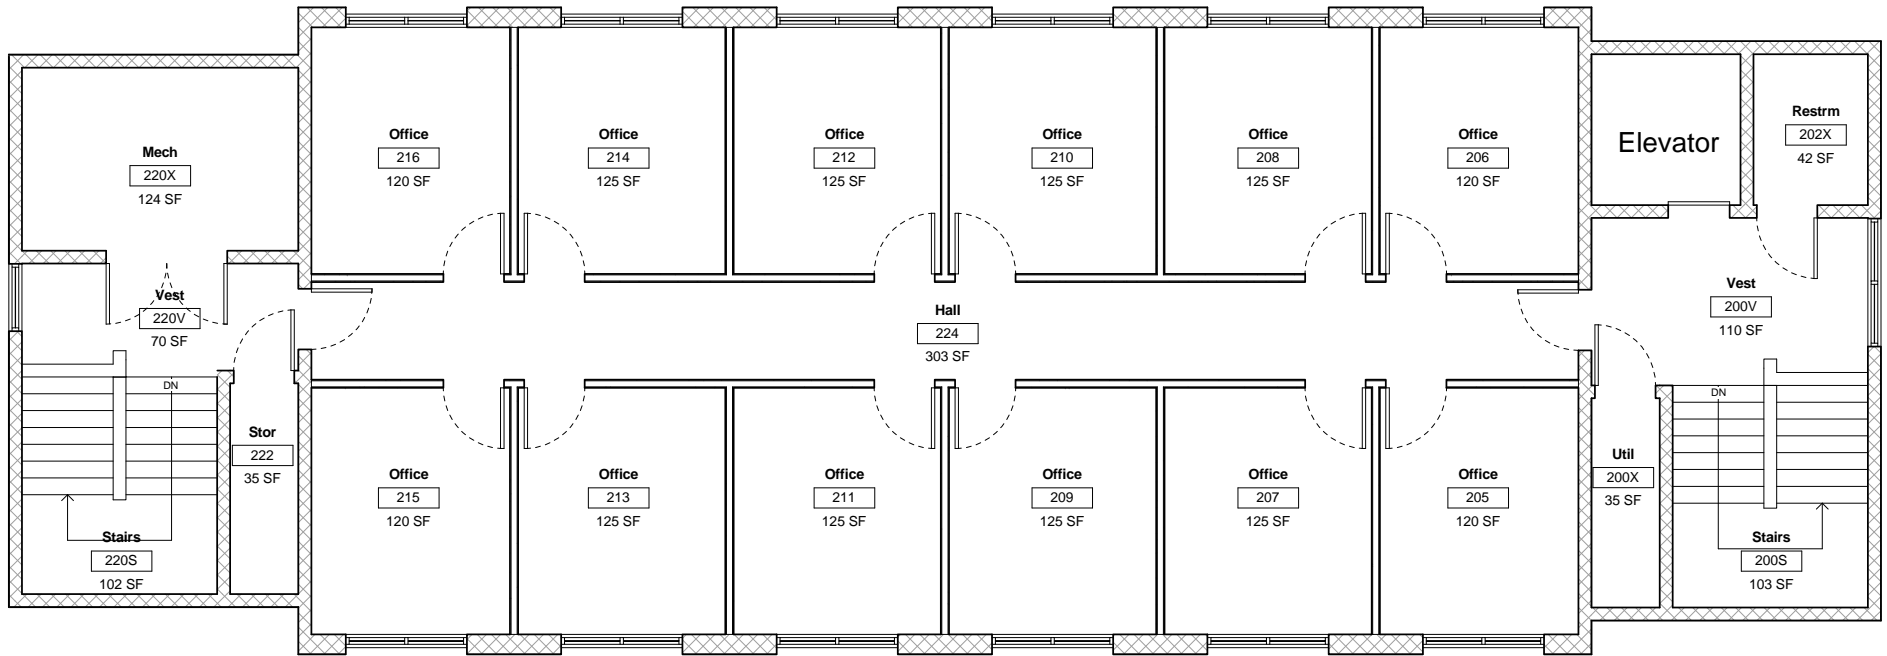 Office
216
120 SF
Office
214
125 SF
Office
212
125 SF
Office
210
125 SF
Office
208
125 SF
Office
206
120 SF
Elevator
Restrm
202X
42 SF
Mech
220X
124 SF
Vest
220V
70 SF
Hall
224
303 SF
Vest
200V
110 SF
DN
Stor
222
35 SF
Stairs
220S
102 SF
Office
215
120 SF
Office
213
125 SF
Office
211
125 SF
Office
209
125 SF
Office
207
125 SF
Office
205
120 SF
Util
200X
35 SF
DN
Stairs
200S
103 SF